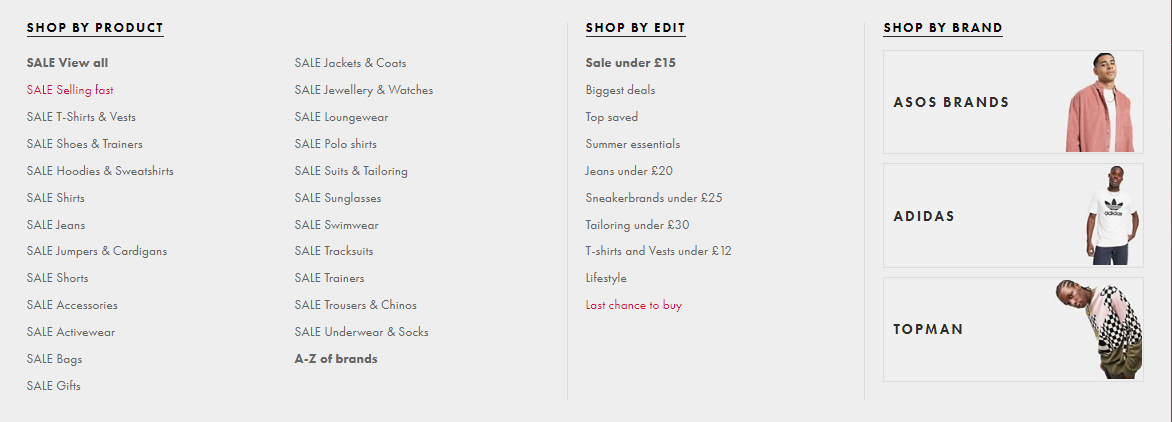 SHOP BY PRODUCT
SALE View all
SALE Selling fast
SALE T-Shirts & Vests
SALE Shoes & Trainers
SALE Hoodies & Sweatshirts
SALE Shirts
SALE Jeans
SALE Jumpers & Cardigans
SALE Shorts
SALE Accessories
SALE Activewear
SALE Bags
SALE Gifts
SALE Jackets & Coats
SALE Jewellery & Watches
SALE Loungewear
SALE Polo shirts
SALE Suits & Tailoring
SALE Sunglasses
SALE Swimwear
SALE Tracksuits
SALE Trainers
SALE Trousers & Chinos
SALE Underwear & Socks
A-Z of brands
SHOP BY EDIT
Sale under £15
Biggest deals
Top saved
Summer essentials
Jeans under £20
Sneakerbrands under £25
Tailoring under £30
T-shirts and Vests under £12
Lifestyle
Last chance to buy
SHOP BY BRAND
ASOS BRANDS
ADIDAS
adidas
TOPMAN